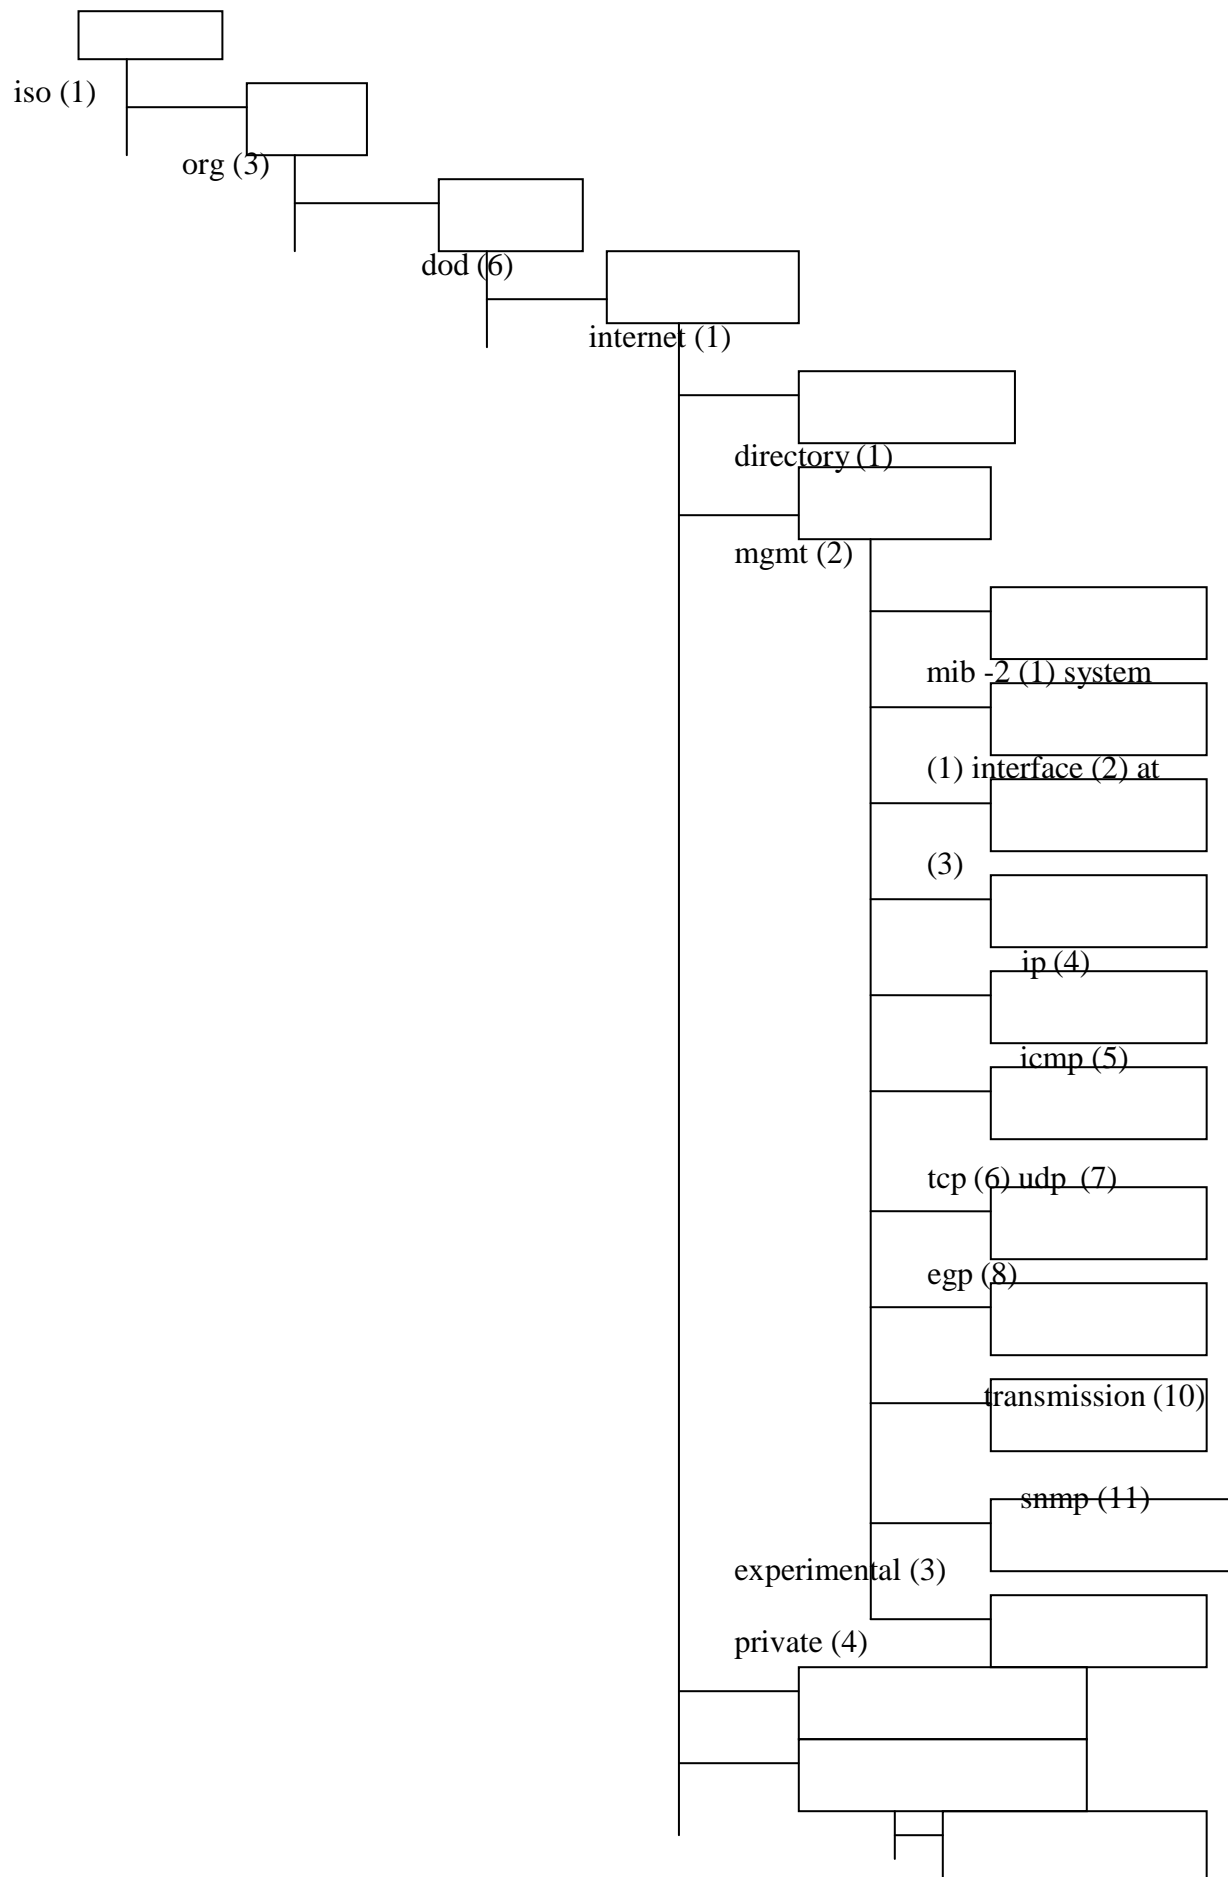 iso (1)
org (3)
dod (6)
internet (1)
directory (1)
mgmt (2)
mib -2 (1) system
(1) interface (2) at
(3)
ip (4)
icmp (5)
tcp (6) udp (7)
egp (8)
transmission (10)
snmp (11)
experimental (3)
private (4)